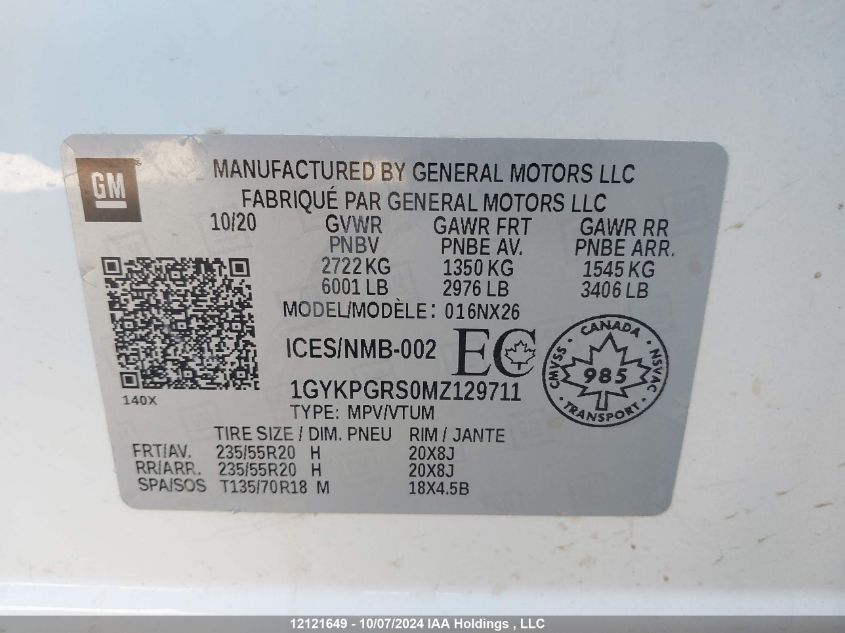 GM
MANUFACTURED BY GENERAL MOTORS LLC
FABRIQUÉ PAR GENERAL MOTORS LLC
10/20 GVWR GAWR FRT GAWR RR
PNBV PNBE AV. PNBE ARR.
2722 KG 1350 KG 1545 KG
6001 LB 2976 LB 3406 LB
MODEL/MODÈLE: 016NX26
ICES/NMB-002 EC
CANADA
CMVSS 985 NSVAC
TRANSPORT
140X
1GYKPGRS0MZ129711
TYPE: MPV/VTUM
TIRE SIZE / DIM. PNEU RIM / JANTE
FRT/AV. 235/55R20 H 20X8J
RR/ARR. 235/55R20 H 20X8J
SPA/SOS T135/70R18 M 18X4.5B
12121649 - 10/07/2024 IAA Holdings , LLC